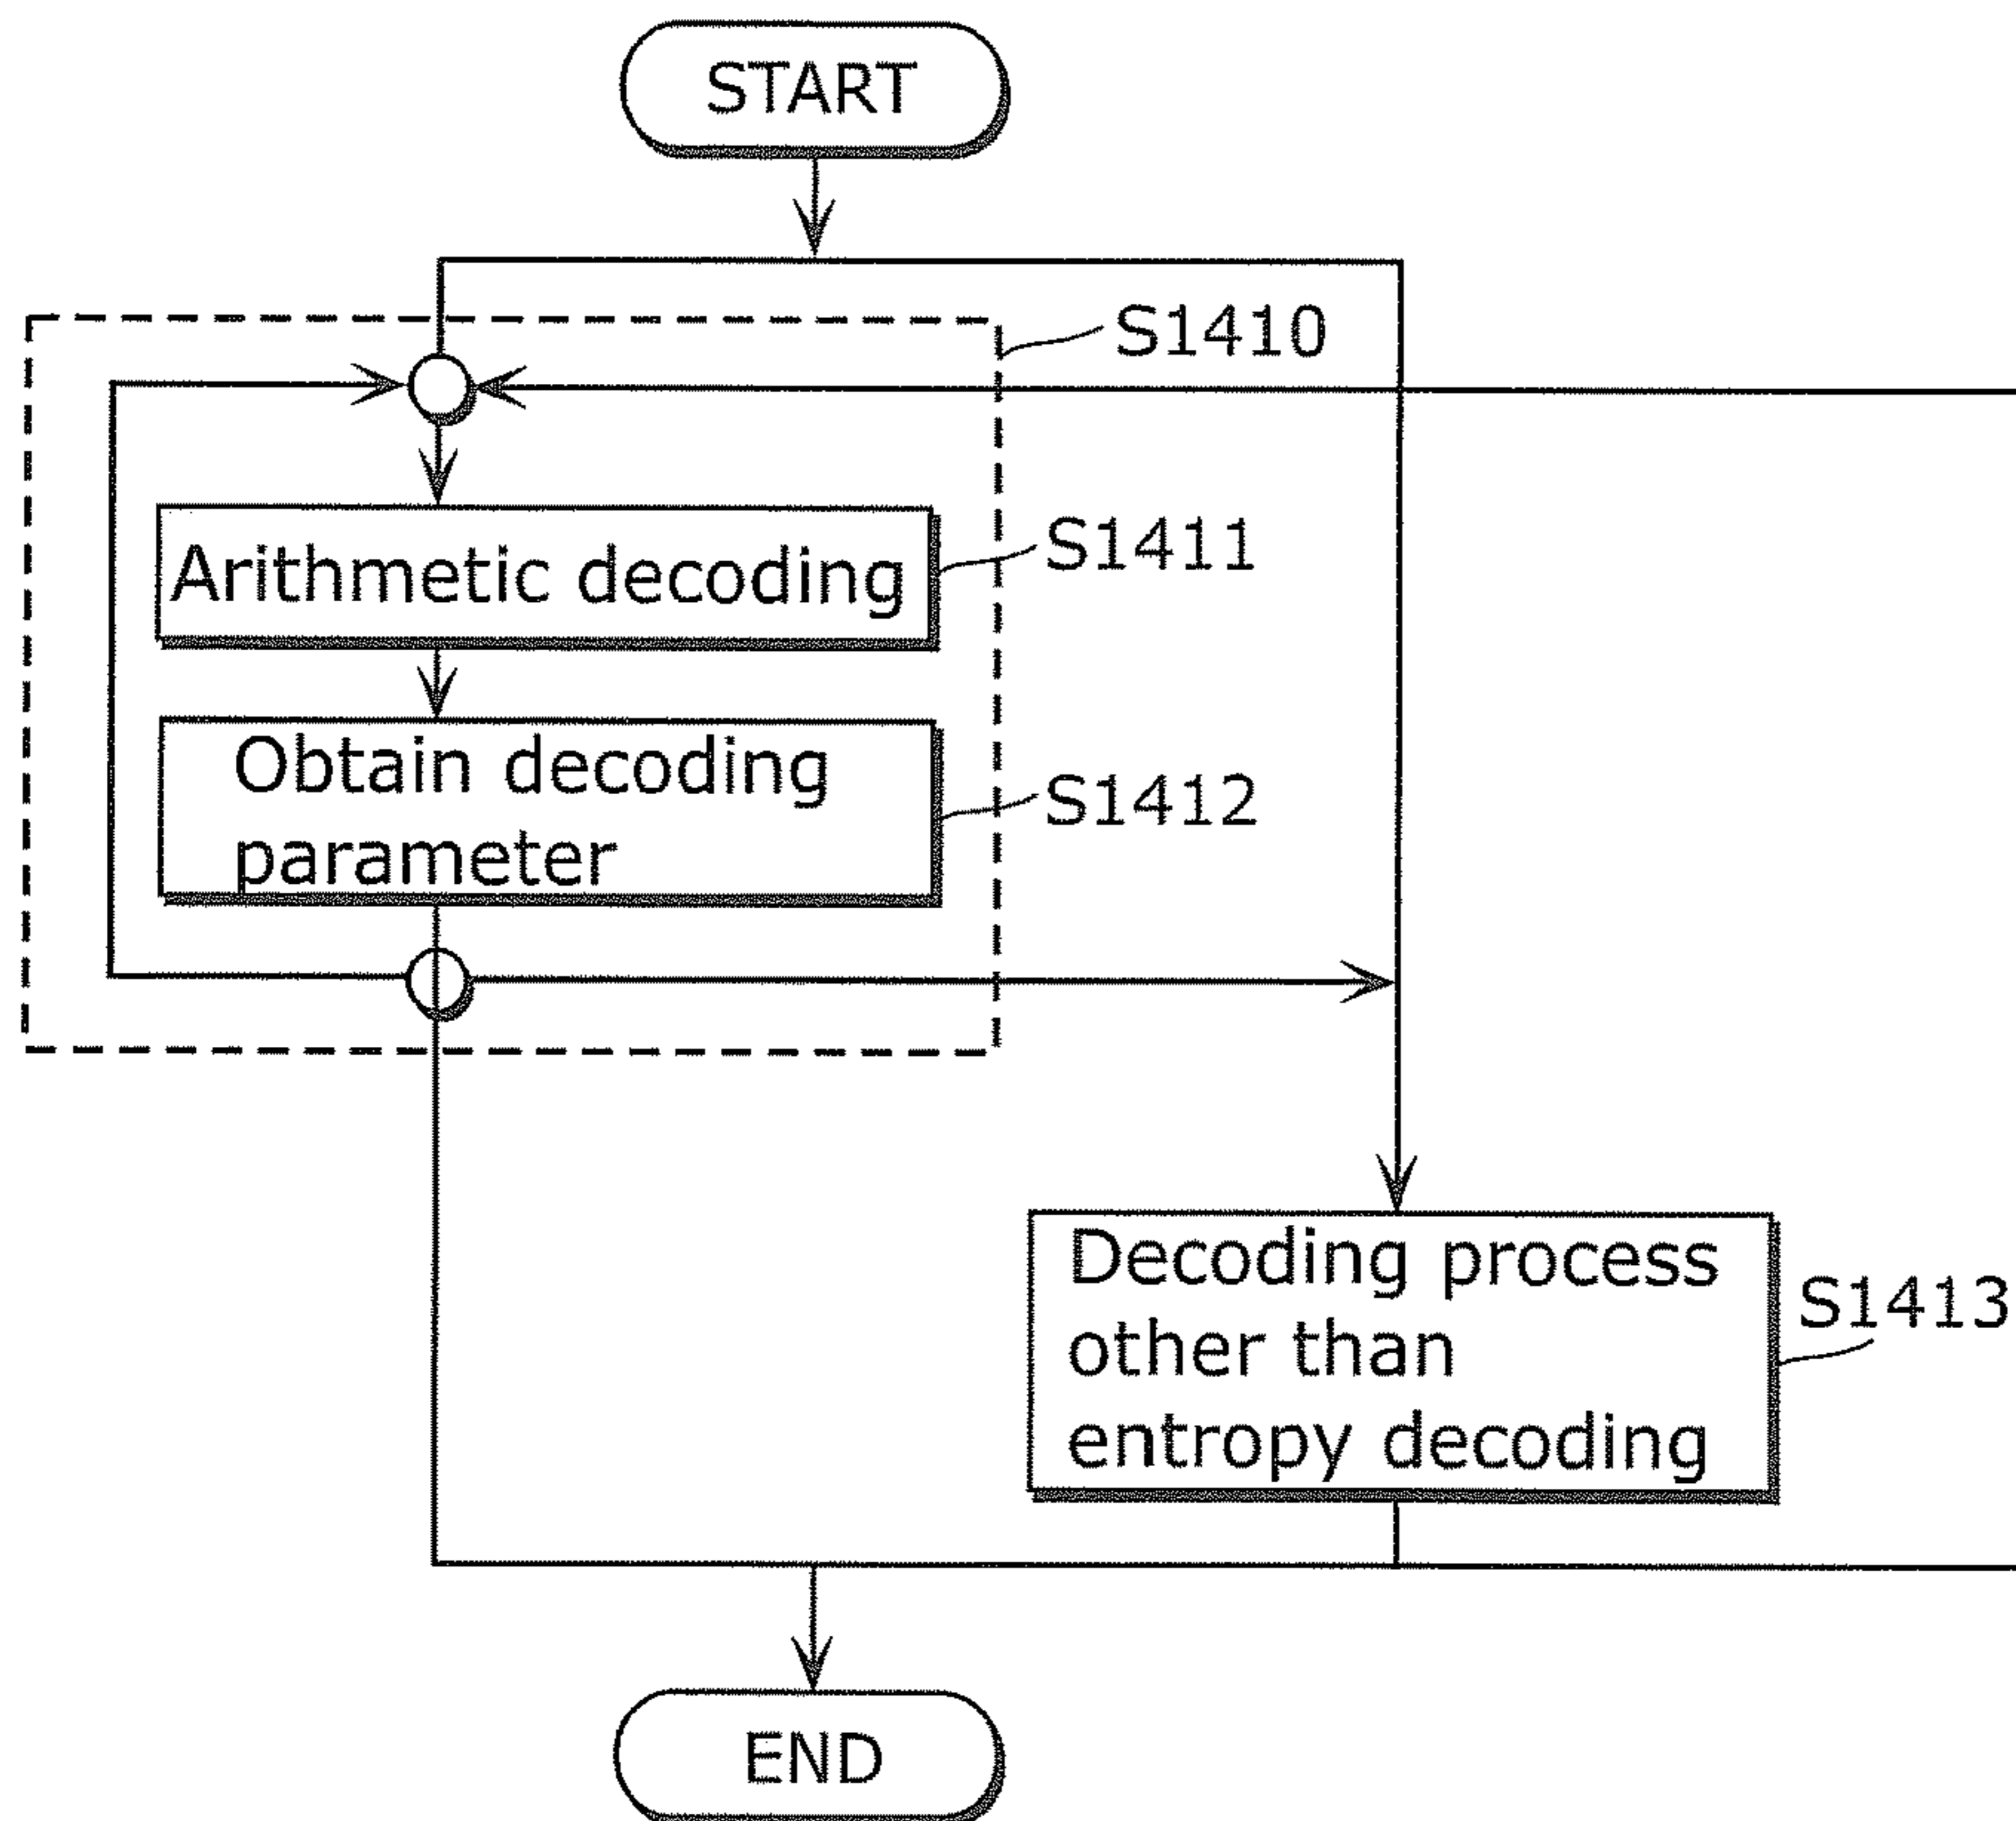 START
S1410
Arithmetic decoding
S1411
Obtain decoding
parameter
S1412
Decoding process
other than
entropy decoding
S1413
END